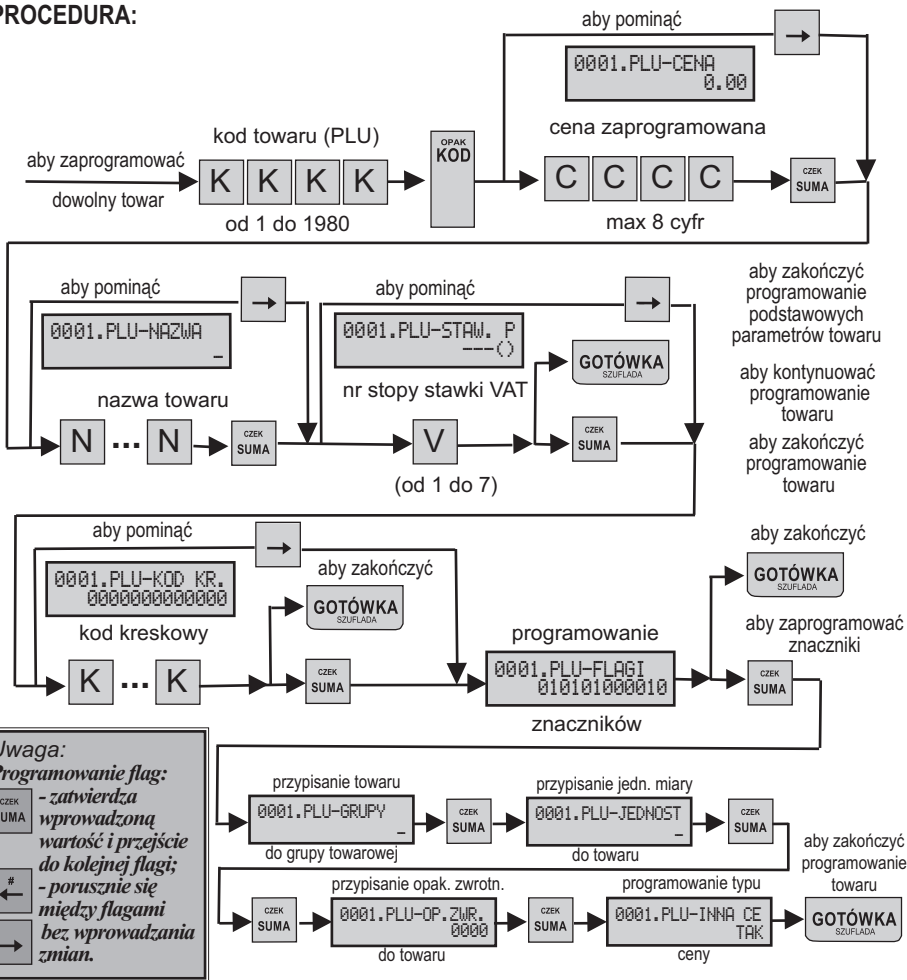 PROCEDURA:
aby pominąć
→
0001.PLU-CENA
0.00
kod towaru (PLU)
cena zaprogramowana
aby zaprogramować
dowolny towar
K K K K
OPAK
KOD
C C C C
CZEK
SUMA
od 1 do 1980
max 8 cyfr
aby pominąć
→
aby pominąć
→
0001.PLU-NAZWA
_
0001.PLU-STAW. P
---()
aby zakończyć
programowanie
podstawowych
parametrów towaru
GOTÓWKA
SZUFLADA
nazwa towaru
nr stopy stawki VAT
aby kontynuować
programowanie
towaru
N ... N
CZEK
SUMA
V
CZEK
SUMA
(od 1 do 7)
aby zakończyć
programowanie
towaru
aby pominąć
→
aby zakończyć
aby zakończyć
0001.PLU-KOD KR.
0000000000000
GOTÓWKA
SZUFLADA
GOTÓWKA
SZUFLADA
kod kreskowy
programowanie
aby zaprogramować
znaczniki
K ... K
CZEK
SUMA
0001.PLU-FLAGI
010101000010
CZEK
SUMA
znaczników
Uwaga:
Programowanie flag:
CZEK
SUMA
- zatwierdza
wprowadzoną
wartość i przejście
do kolejnej flagi;
#
←
→
- porusznie się
między flagami
bez wprowadzania
zmian.
przypisanie towaru
0001.PLU-GRUPY
_
do grupy towarowej
CZEK
SUMA
przypisanie jedn. miary
0001.PLU-JEDNOST
_
do towaru
CZEK
SUMA
CZEK
SUMA
przypisanie opak. zwrotn.
0001.PLU-OP.ZWR.
0000
do towaru
CZEK
SUMA
programowanie typu
0001.PLU-INNA CE
TAK
ceny
aby zakończyć
programowanie
towaru
GOTÓWKA
SZUFLADA